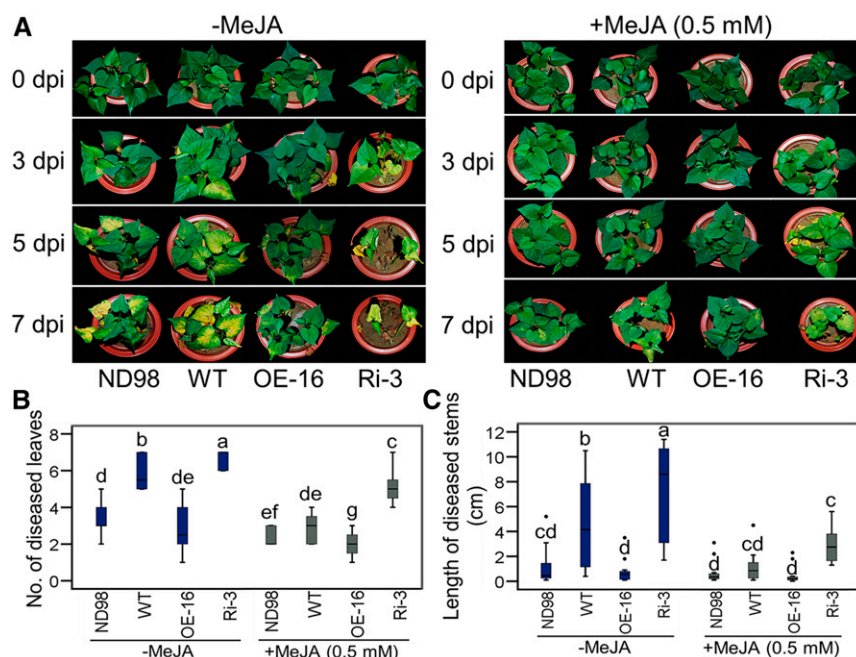 A
-MeJA
+MeJA (0.5 mM)
0 dpi
3 dpi
5 dpi
7 dpi
ND98 WT OE-16 Ri-3
0 dpi
3 dpi
5 dpi
7 dpi
ND98 WT OE-16 Ri-3
B
No. of diseased leaves
8
6
4
2
0
d b de a ef de g c
ND98 WT OE-16 Ri-3 ND98 WT OE-16 Ri-3
-MeJA +MeJA (0.5 mM)
C
Length of diseased stems
(cm)
12
10
8
6
4
2
0
cd b d a d cd d c
ND98 WT OE-16 Ri-3 ND98 WT OE-16 Ri-3
-MeJA +MeJA (0.5 mM)